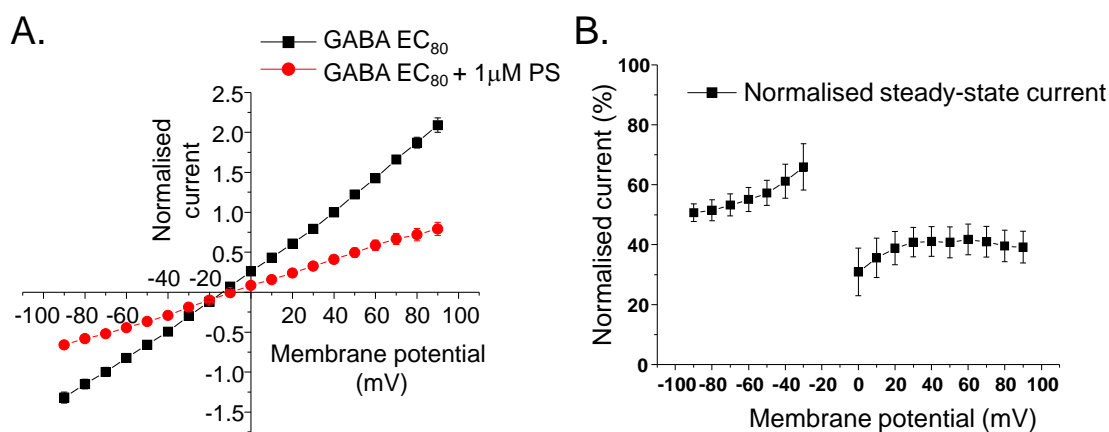 A.
GABA EC80
GABA EC80 + 1μM PS
2.5
2.0
1.5
1.0
0.5
-0.5
-1.0
-1.5
Normalised
current
-100 -80 -60 -40 -20 20 40 60 80 100
Membrane potential
(mV)
B.
Normalised steady-state current
100
80
60
40
20
0
Normalised current (%)
-100 -80 -60 -40 -20 0 20 40 60 80 100
Membrane potential (mV)